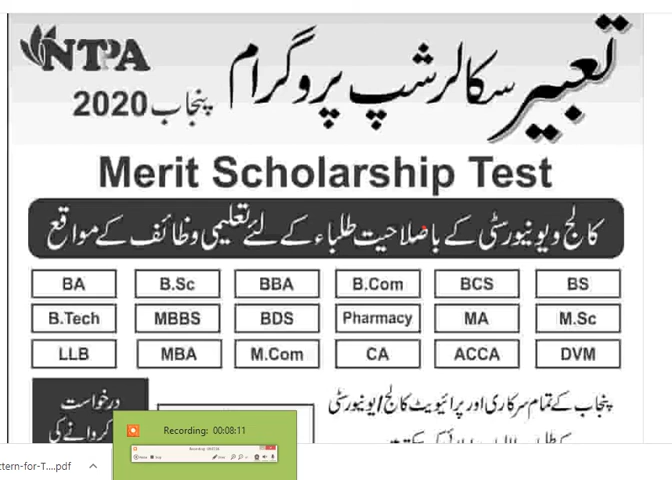 NTPA
تعبیر سکالرشپ پروگرام
پنجاب 2020
Merit Scholarship Test
کالج ویونیورسٹی کے باصلاحیت طلباء کے لئے تعلیمی وظائف کے مواقع
BA B.Sc BBA B.Com BCS BS
B.Tech MBBS BDS Pharmacy MA M.Sc
LLB MBA M.Com CA ACCA DVM
پنجاب کے تمام سرکاری اور پرائیویٹ کالج / یونیورسٹی
درخواست
کروانے کی
Recording: 00:08:11
ttern-for-T....pdf